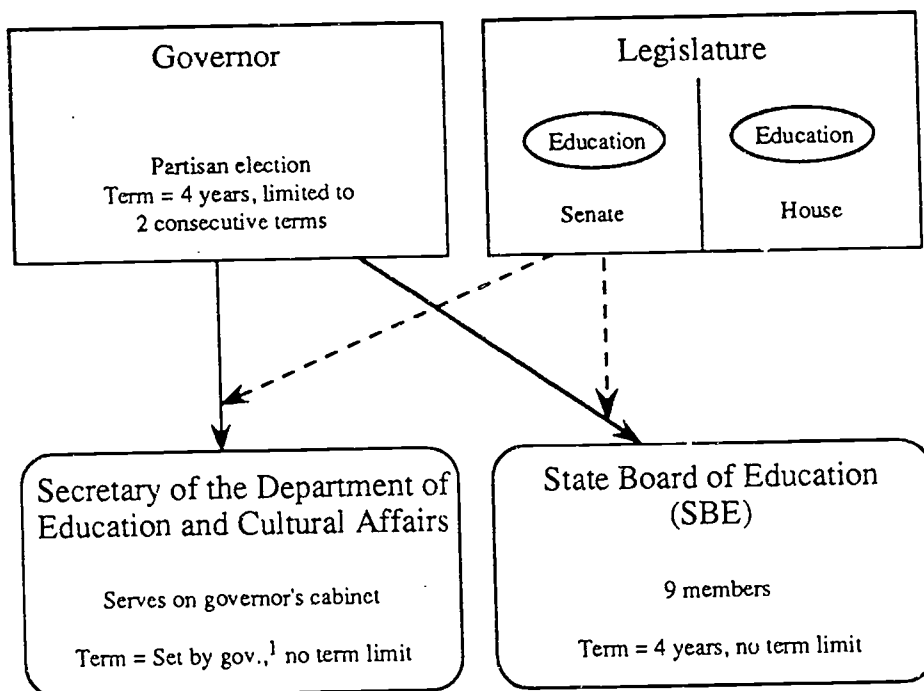 Governor
Partisan election
Term = 4 years, limited to
2 consecutive terms
Legislature
Education
Senate
Education
House
Secretary of the Department of
Education and Cultural Affairs
Serves on governor's cabinet
Term = Set by gov.,1 no term limit
State Board of Education
(SBE)
9 members
Term = 4 years, no term limit